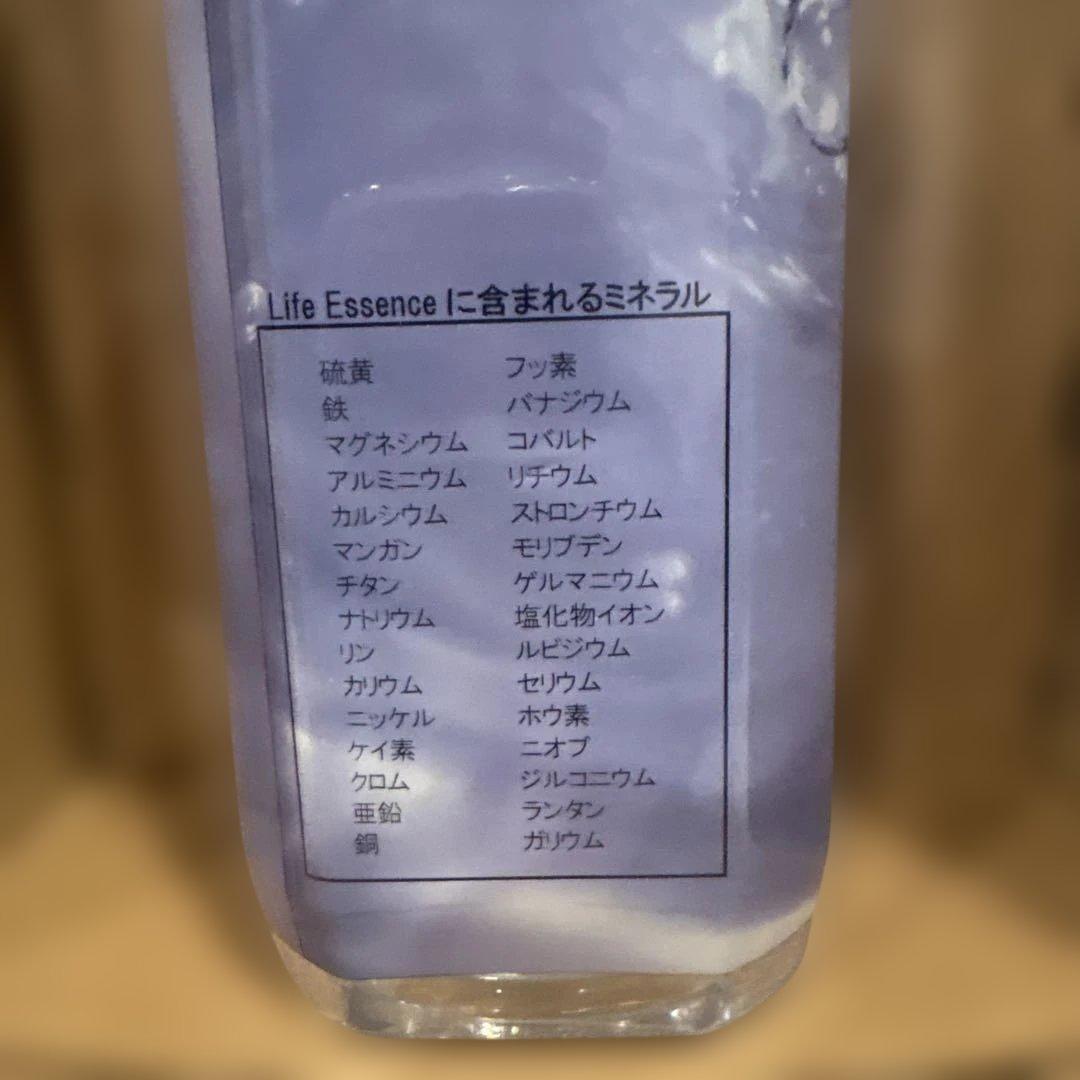 Life Essence に含まれるミネラル
硫黄
鉄
マグネシウム
アルミニウム
カルシウム
マンガン
チタン
ナトリウム
リン
カリウム
ニッケル
ケイ素
クロム
亜鉛
銅
フッ素
バナジウム
コバルト
リチウム
ストロンチウム
モリブデン
ゲルマニウム
塩化物イオン
ルビジウム
セリウム
ホウ素
ニオブ
ジルコニウム
ランタン
ガリウム